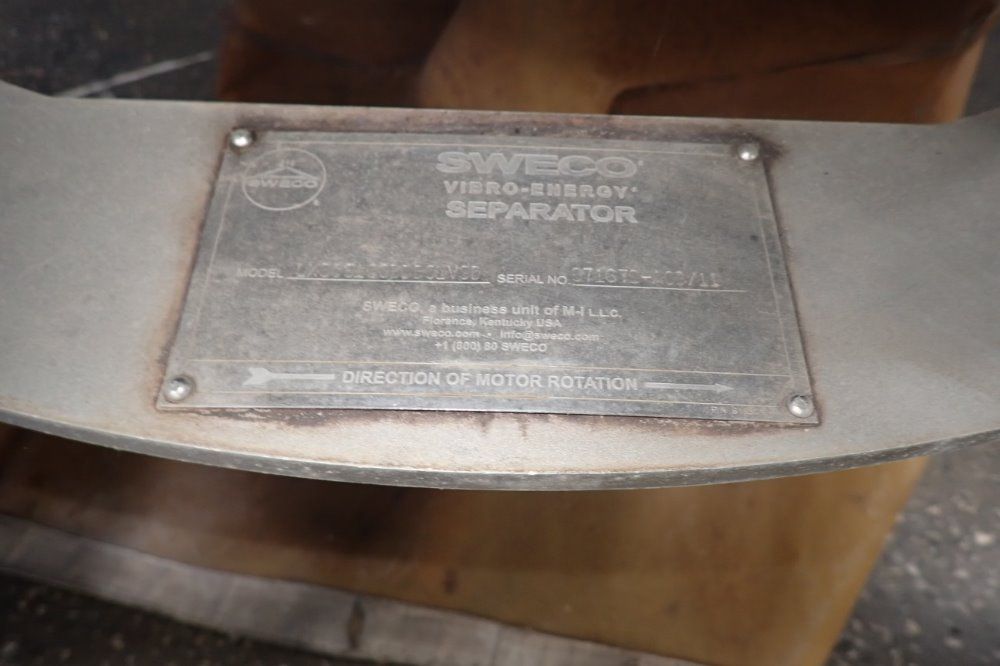 SWECO
SWECO®
VIBRO-ENERGY®
SEPARATOR
MODEL
SERIAL NO.
SWECO, a business unit of M-I L.L.C.
Florence, Kentucky USA
www.sweco.com • info@sweco.com
+1 (800) 80 SWECO
DIRECTION OF MOTOR ROTATION